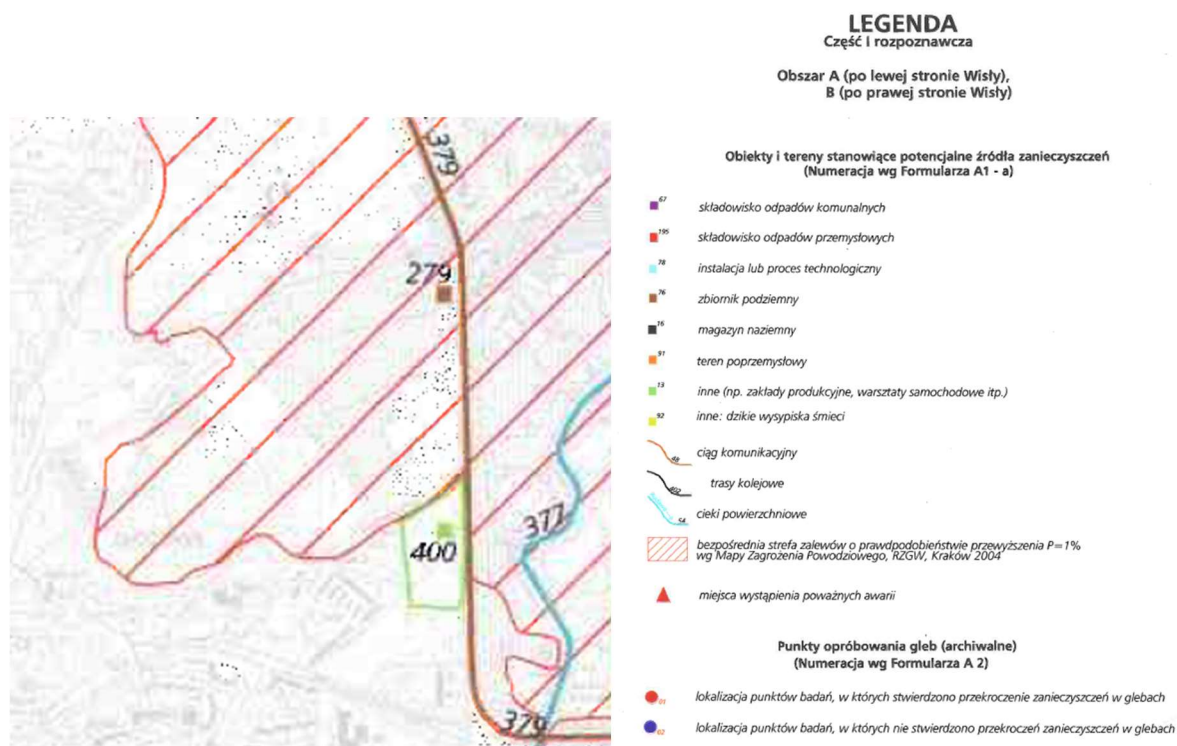 LEGENDA
Część I rozpoznawcza
Obszar A (po lewej stronie Wisły),
B (po prawej stronie Wisły)
Obiekty i tereny stanowiące potencjalne źródła zanieczyszczeń
(Numeracja wg Formularza A1 - a)
67 składowisko odpadów komunalnych
195 składowisko odpadów przemysłowych
78 instalacja lub proces technologiczny
76 zbiornik podziemny
16 magazyn naziemny
91 teren poprzemysłowy
13 inne (np. zakłady produkcyjne, warsztaty samochodowe itp.)
92 inne: dzikie wysypiska śmieci
ciąg komunikacyjny
402 trasy kolejowe
54 cieki powierzchniowe
bezpośrednia strefa zalewów o prawdpodobieństwie przewyższenia P=1%
wg Mapy Zagrożenia Powodziowego, RZGW, Kraków 2004
miejsca wystąpienia poważnych awarii
Punkty opróbowania gleb (archiwalne)
(Numeracja wg Formularza A 2)
01 lokalizacja punktów badań, w których stwierdzono przekroczenie zanieczyszczeń w glebach
02 lokalizacja punktów badań, w których nie stwierdzono przekroczeń zanieczyszczeń w glebach
379
279
377
400
379